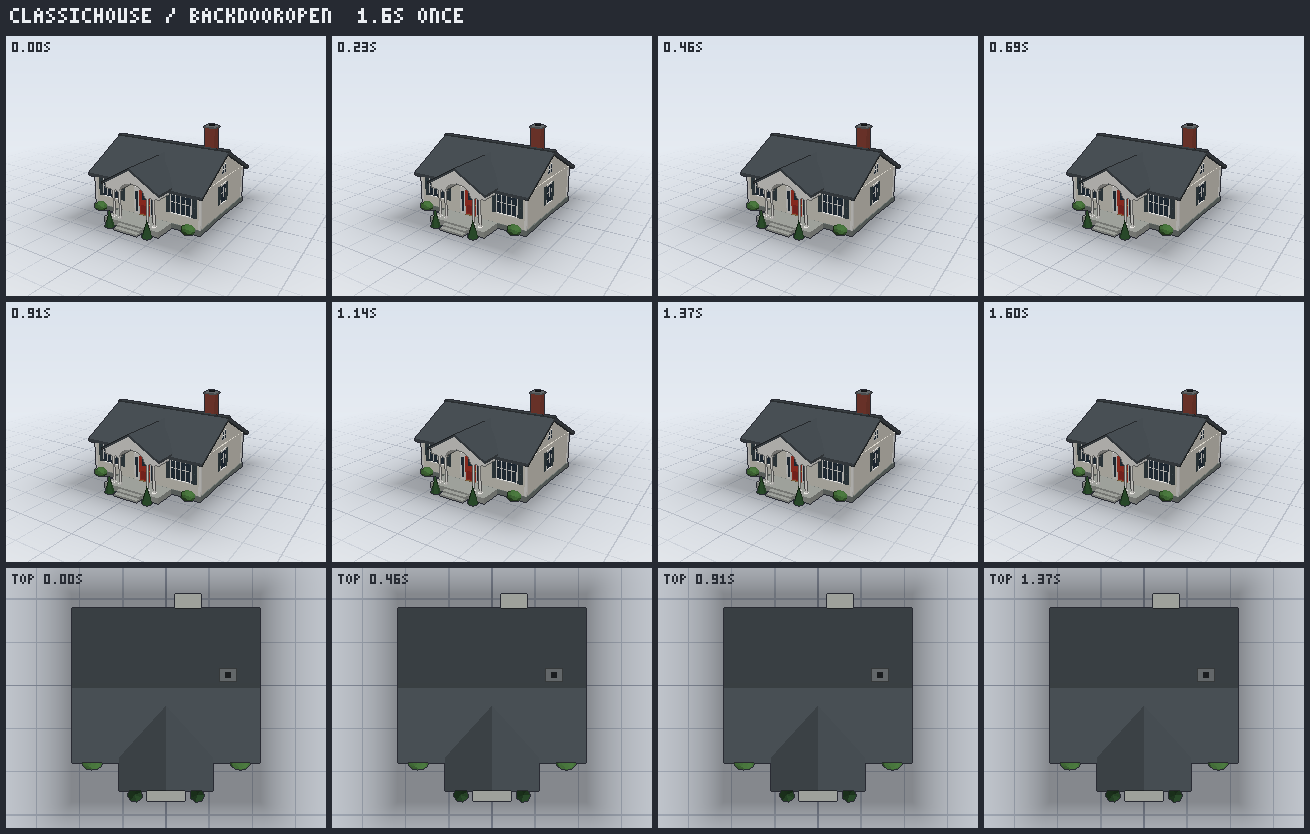 CLASSICHOUSE / BACKDOOROPEN 1.6S ONCE
0.00S
0.23S
0.46S
0.69S
0.91S
1.14S
1.37S
1.60S
TOP 0.00S
TOP 0.46S
TOP 0.91S
TOP 1.37S